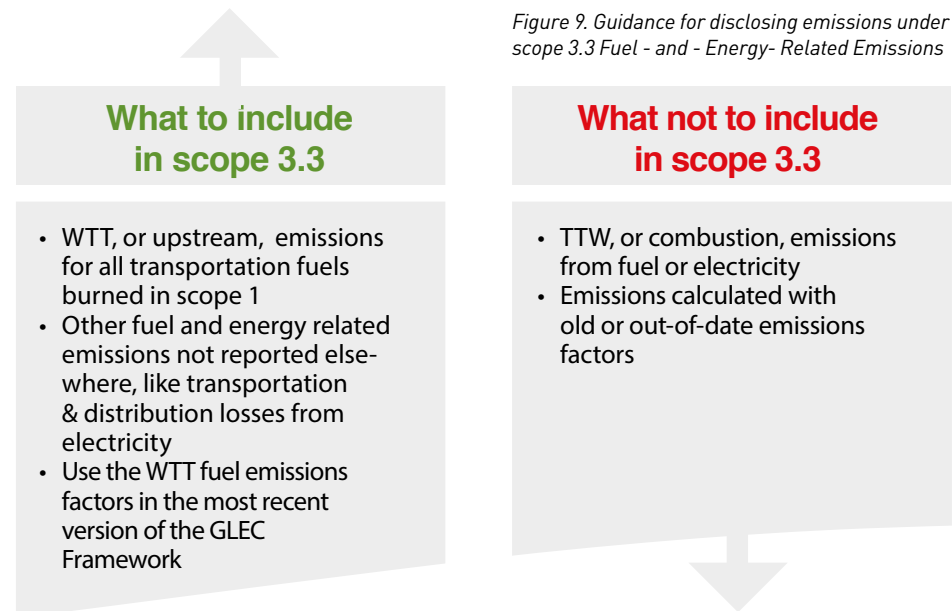 Figure 9. Guidance for disclosing emissions under
scope 3.3 Fuel - and - Energy- Related Emissions
What to include
in scope 3.3
• WTT, or upstream, emissions
for all transportation fuels
burned in scope 1
• Other fuel and energy related
emissions not reported else-
where, like transportation
& distribution losses from
electricity
• Use the WTT fuel emissions
factors in the most recent
version of the GLEC
Framework
What not to include
in scope 3.3
• TTW, or combustion, emissions
from fuel or electricity
• Emissions calculated with
old or out-of-date emissions
factors